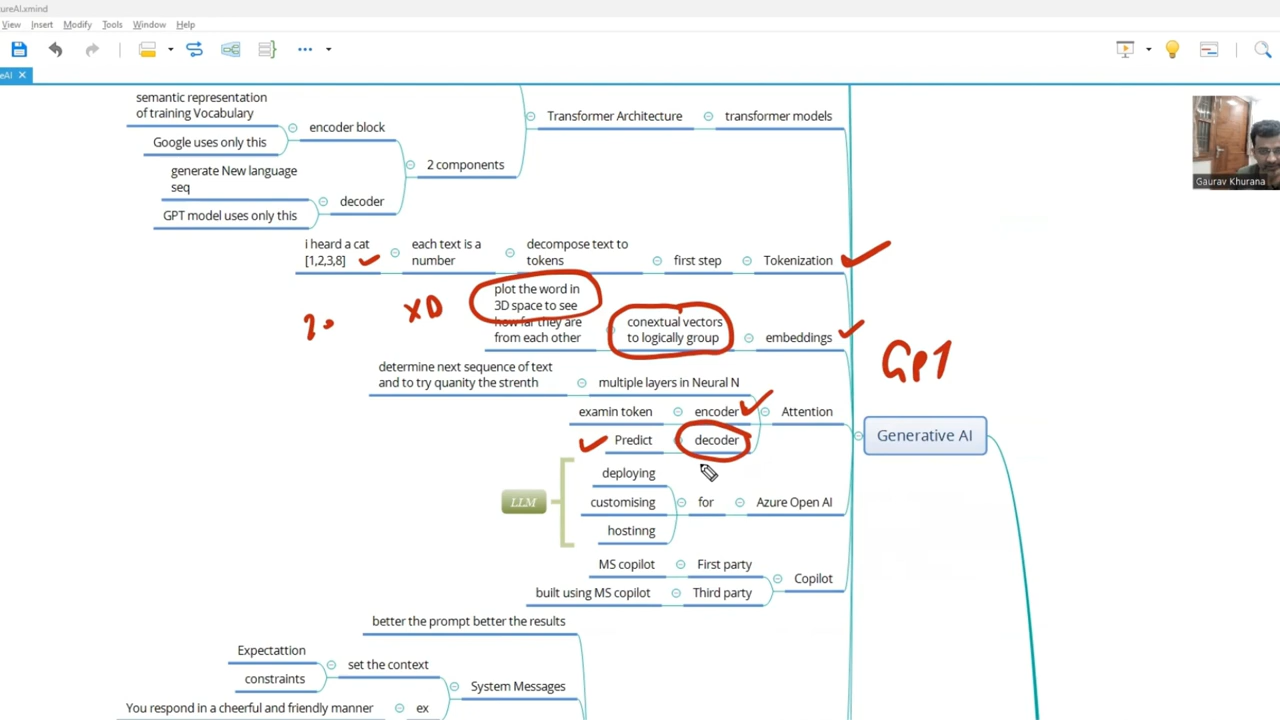 ureAI.xmind
View Insert Modify Tools Window Help
eAI
semantic representation
of training Vocabulary
encoder block
Google uses only this
generate New language
seq
decoder
GPT model uses only this
2 components
Transformer Architecture
transformer models
i heard a cat
[1,2,3,8]
each text is a
number
decompose text to
tokens
first step
Tokenization
plot the word in
3D space to see
how far they are
from each other
conextual vectors
to logically group
embeddings
XD
GPT
determine next sequence of text
and to try quanity the strenth
multiple layers in Neural N
examin token
encoder
Attention
Predict
decoder
Generative AI
LLM
deploying
customising
hostinng
for
Azure Open AI
MS copilot
First party
Copilot
built using MS copilot
Third party
better the prompt better the results
Expectattion
constraints
set the context
System Messages
You respond in a cheerful and friendly manner
ex
Gaurav Khurana